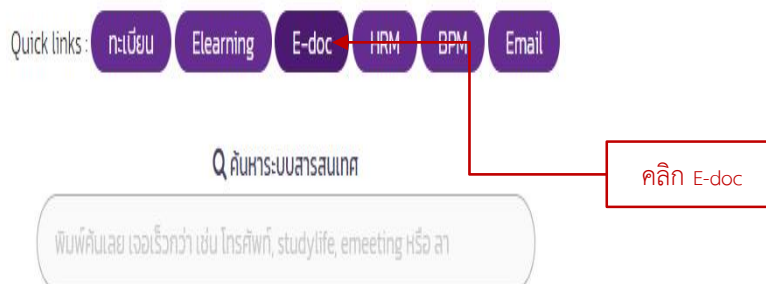 Quick links : ทะเบียน Elearning E-doc HRM BPM Email
ค้นหาระบบสารสนเทศ
คลิก E-doc
พิมพ์ค้นเลย เจอเร็วกว่า เช่น โทรศัพท์, studylife, emeeting หรือ ลา